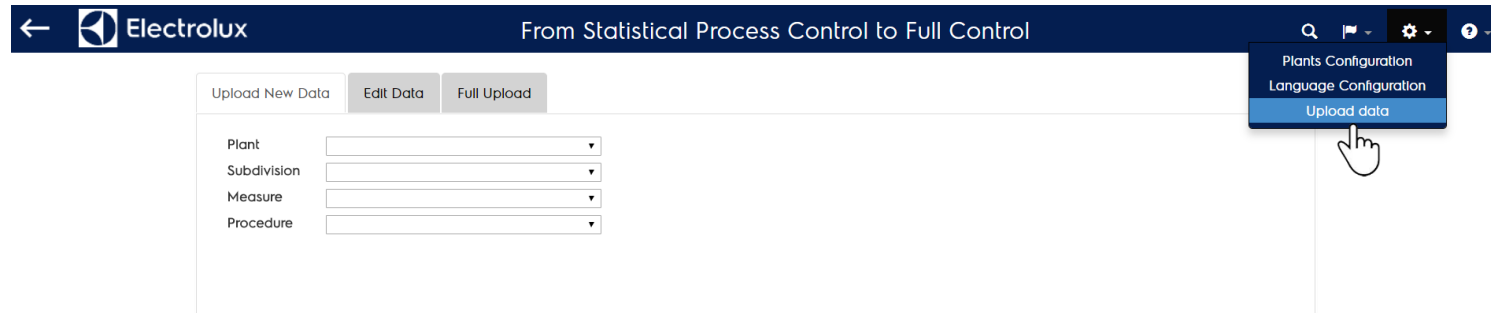 Electrolux
From Statistical Process Control to Full Control
Plants Configuration
Language Configuration
Upload data
Upload New Data
Edit Data
Full Upload
Plant
Subdivision
Measure
Procedure